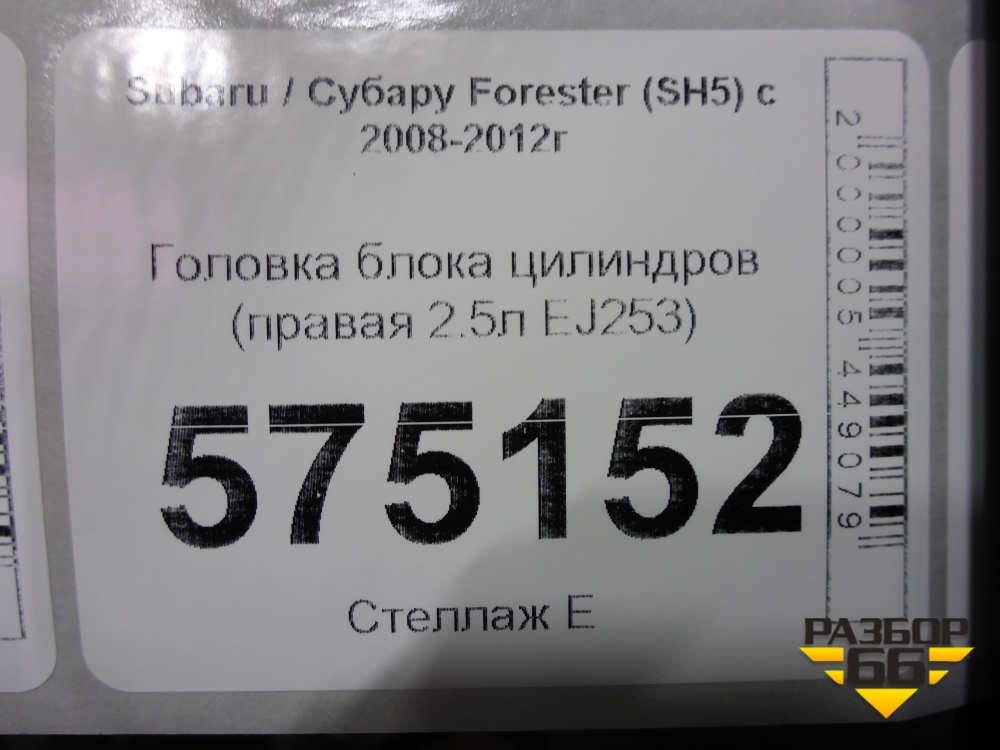 Subaru / Субару Forester (SH5) с
2008-2012г
Головка блока цилиндров
(правая 2.5л EJ253)
575152
Стеллаж Е
2000005449079
РАЗБОР
66